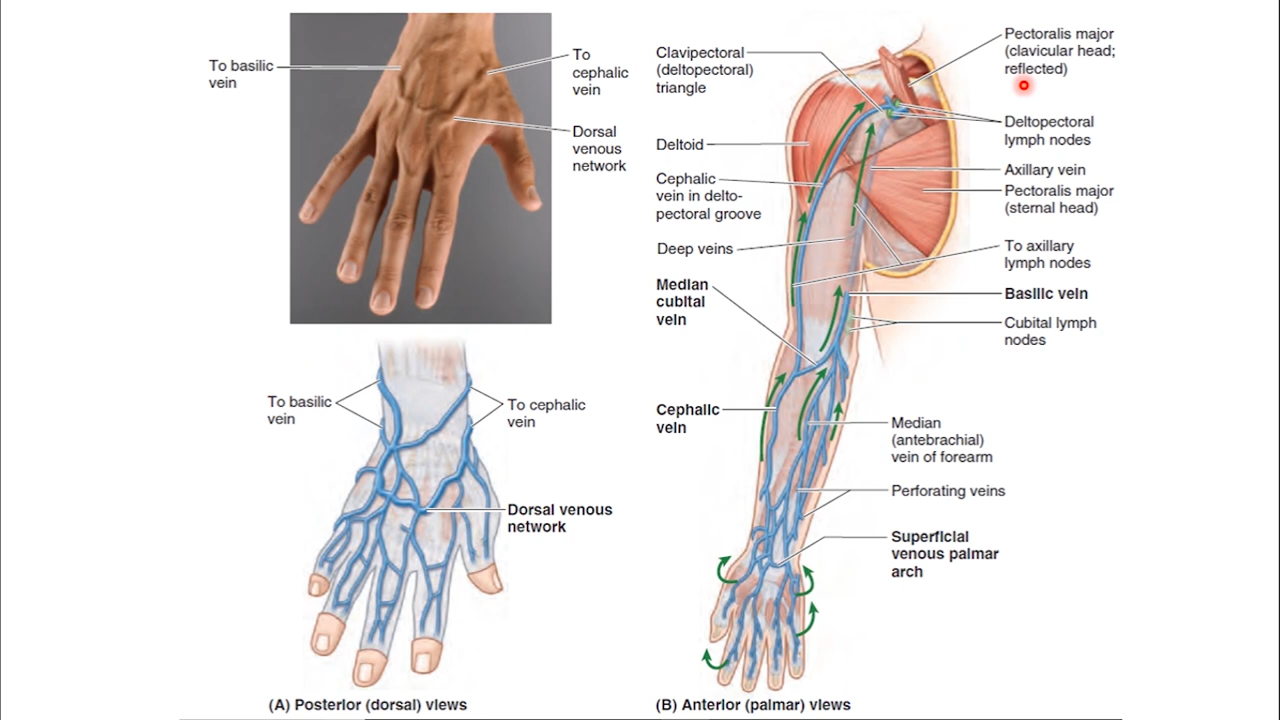 To basilic
vein
To
cephalic
vein
Dorsal
venous
network
To basilic
vein
To cephalic
vein
Dorsal venous
network
(A) Posterior (dorsal) views
Clavipectoral
(deltopectoral)
triangle
Deltoid
Cephalic
vein in delto-
pectoral groove
Deep veins
Median
cubital
vein
Cephalic
vein
Pectoralis major
(clavicular head;
reflected)
Deltopectoral
lymph nodes
Axillary vein
Pectoralis major
(sternal head)
To axillary
lymph nodes
Basilic vein
Cubital lymph
nodes
Median
(antebrachial)
vein of forearm
Perforating veins
Superficial
venous palmar
arch
(B) Anterior (palmar) views